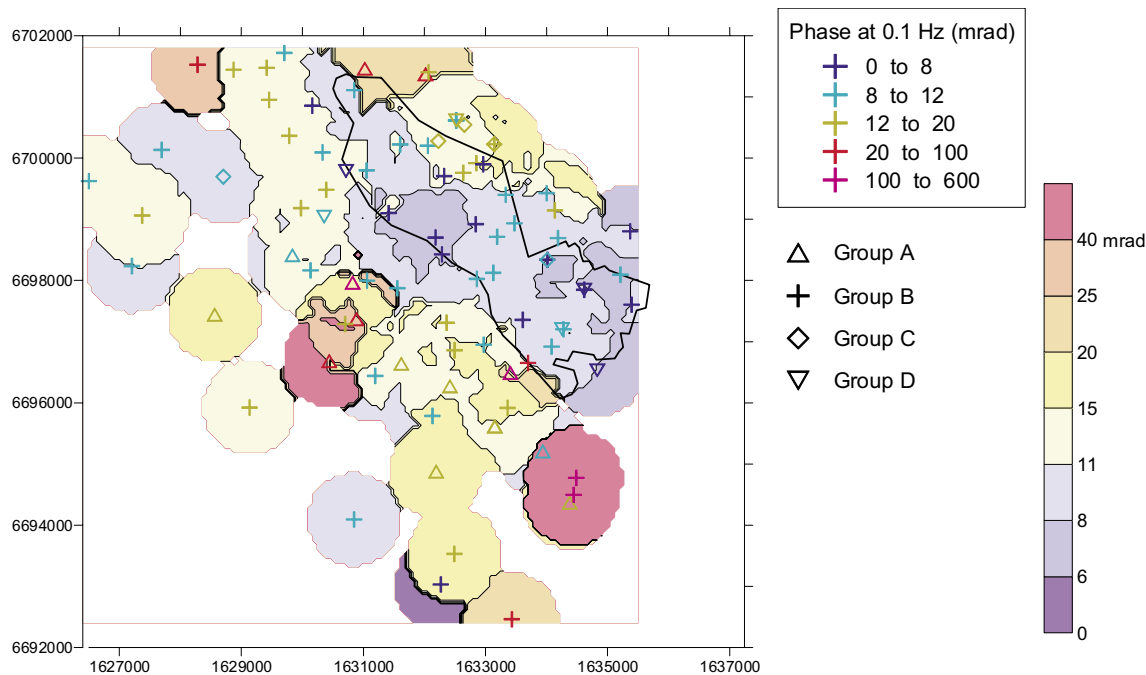 6702000
6700000
6698000
6696000
6694000
6692000
1627000
1629000
1631000
1633000
1635000
1637000
Phase at 0.1 Hz (mrad)
0 to 8
8 to 12
12 to 20
20 to 100
100 to 600
Group A
Group B
Group C
Group D
40 mrad
25
20
15
11
8
6
0